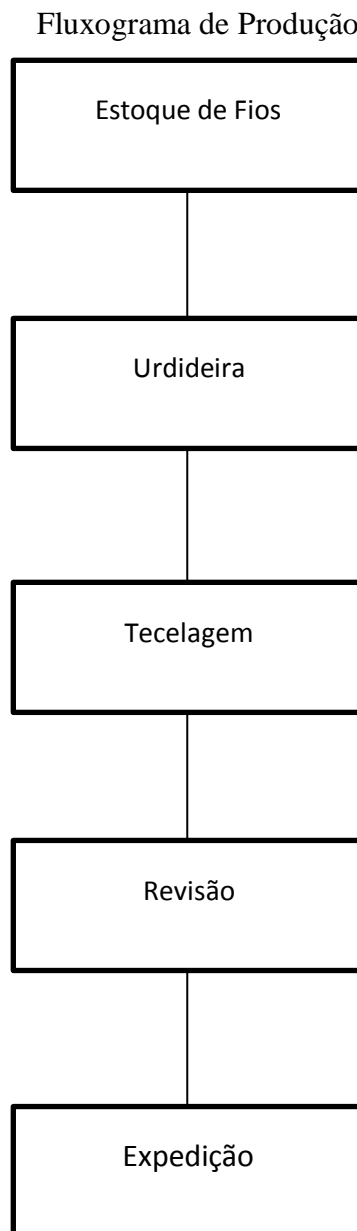 Fluxograma de Produção
Estoque de Fios
Urdideira
Tecelagem
Revisão
Expedição